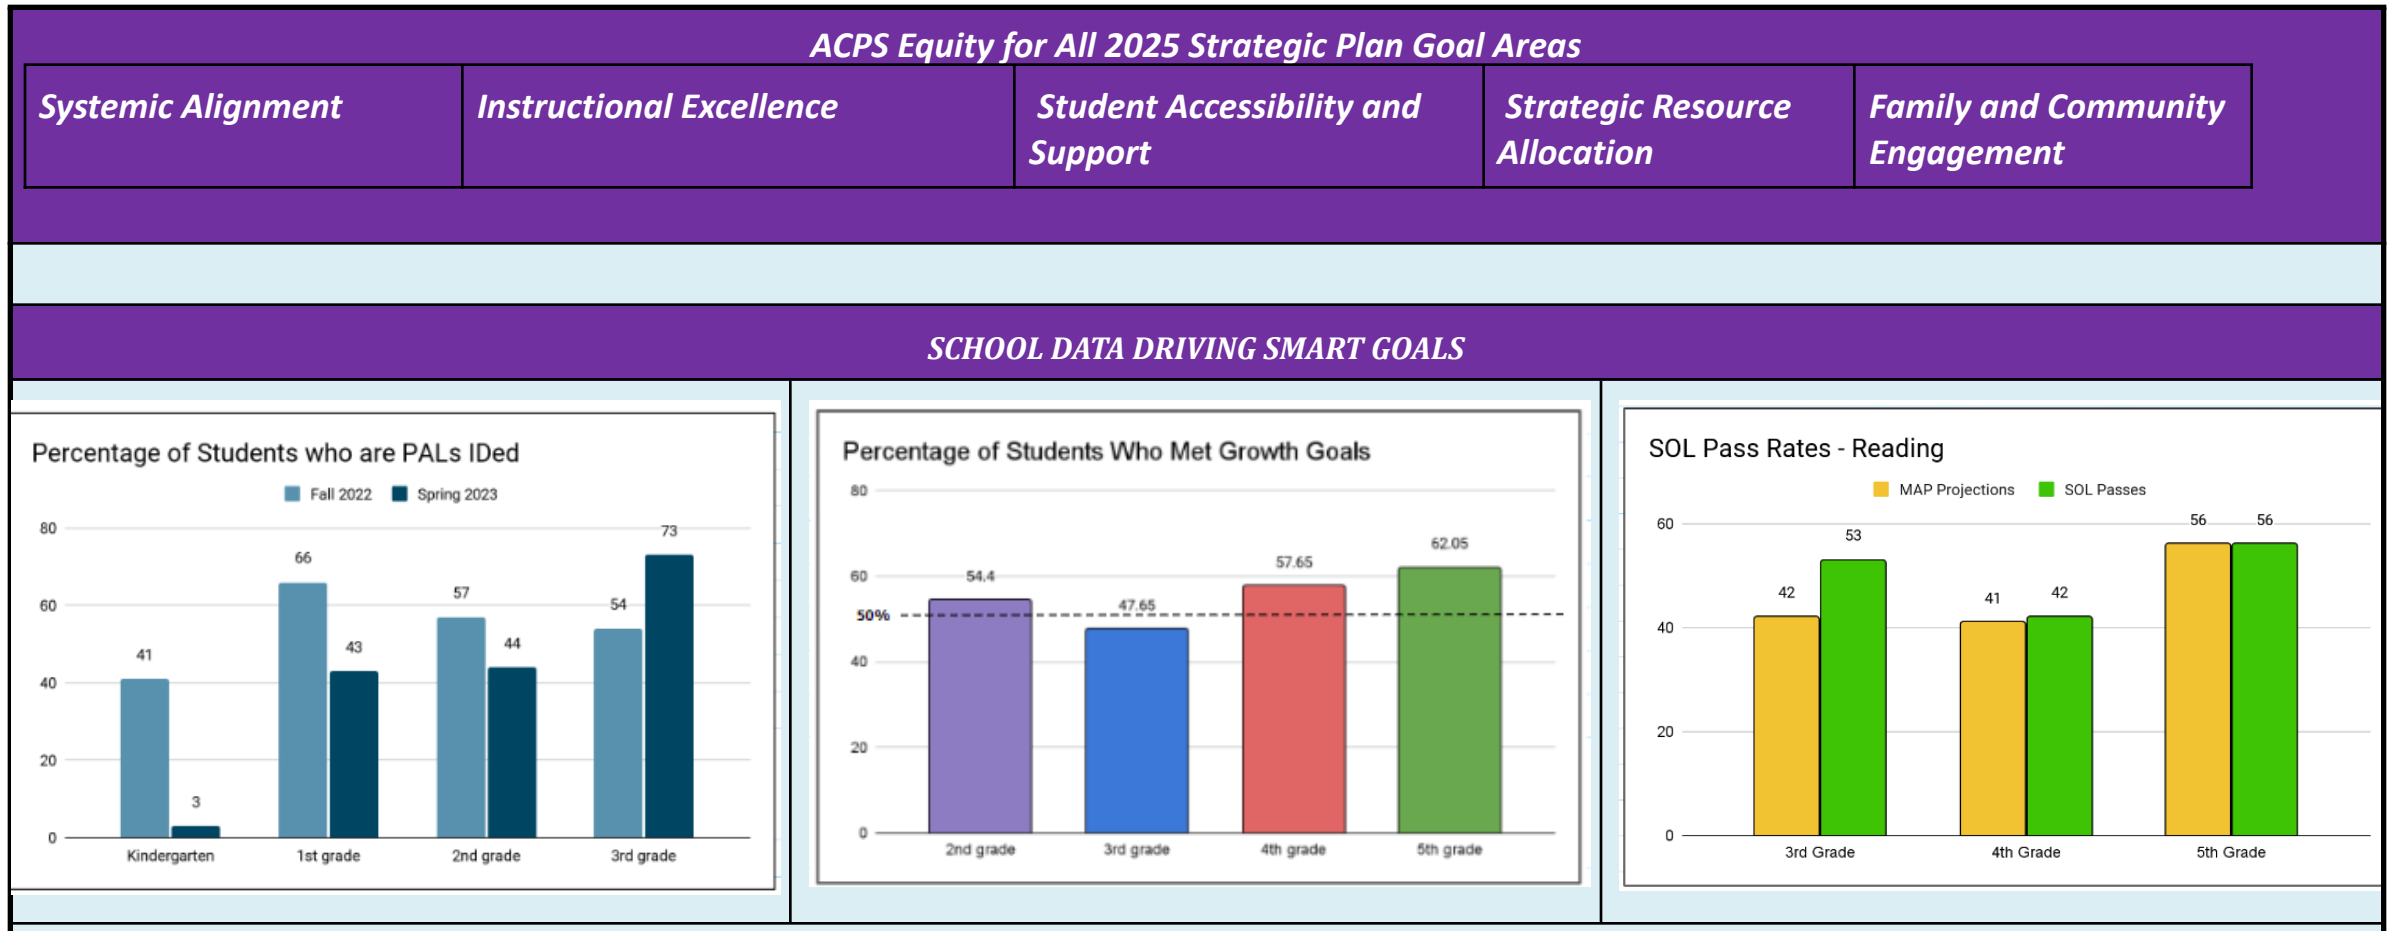 ACPS Equity for All 2025 Strategic Plan Goal Areas
Systemic Alignment
Instructional Excellence
Student Accessibility and
Support
Strategic Resource
Allocation
Family and Community
Engagement
SCHOOL DATA DRIVING SMART GOALS
Percentage of Students who are PALs IDed
Fall 2022 Spring 2023
80
60
40
20
0
41
3
66
43
57
44
54
73
Kindergarten 1st grade 2nd grade 3rd grade
Percentage of Students Who Met Growth Goals
80
60
50%
40
20
0
54.4
47.65
57.65
62.05
2nd grade 3rd grade 4th grade 5th grade
SOL Pass Rates - Reading
MAP Projections SOL Passes
60
40
20
0
42
53
41
42
56
56
3rd Grade 4th Grade 5th Grade